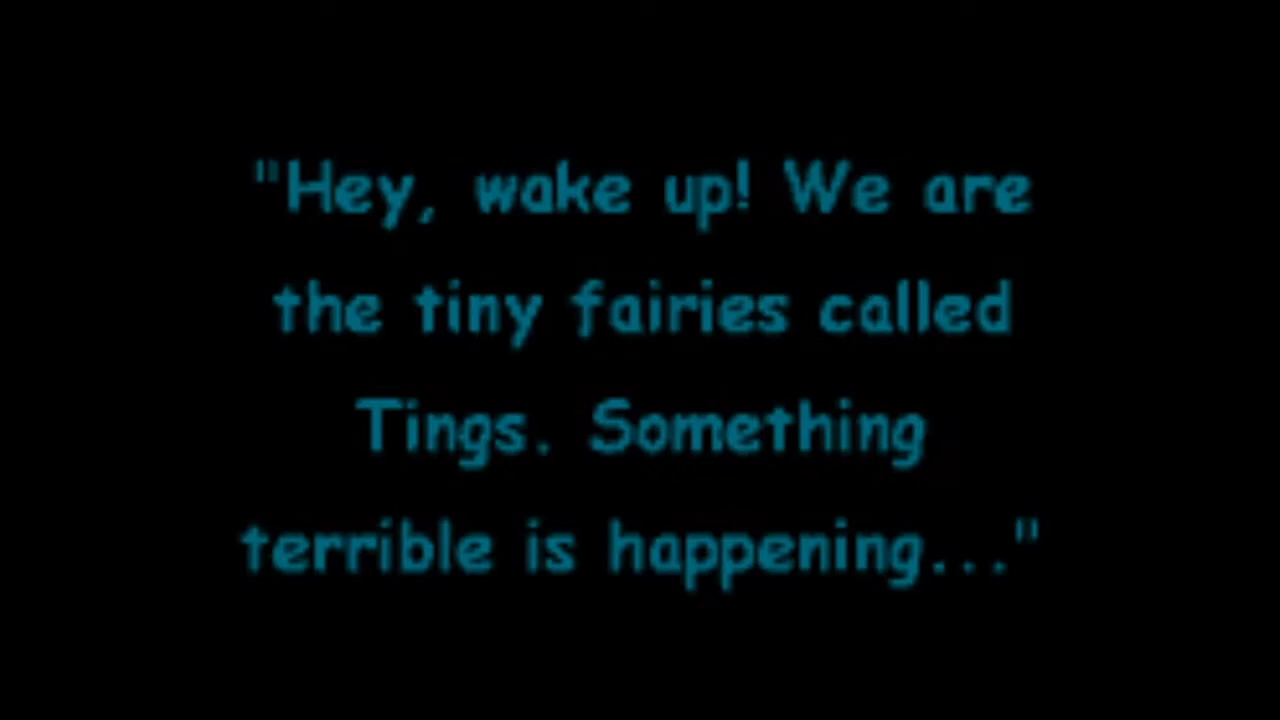 "Hey, wake up! We are
the tiny fairies called
Tings. Something
terrible is happening..."